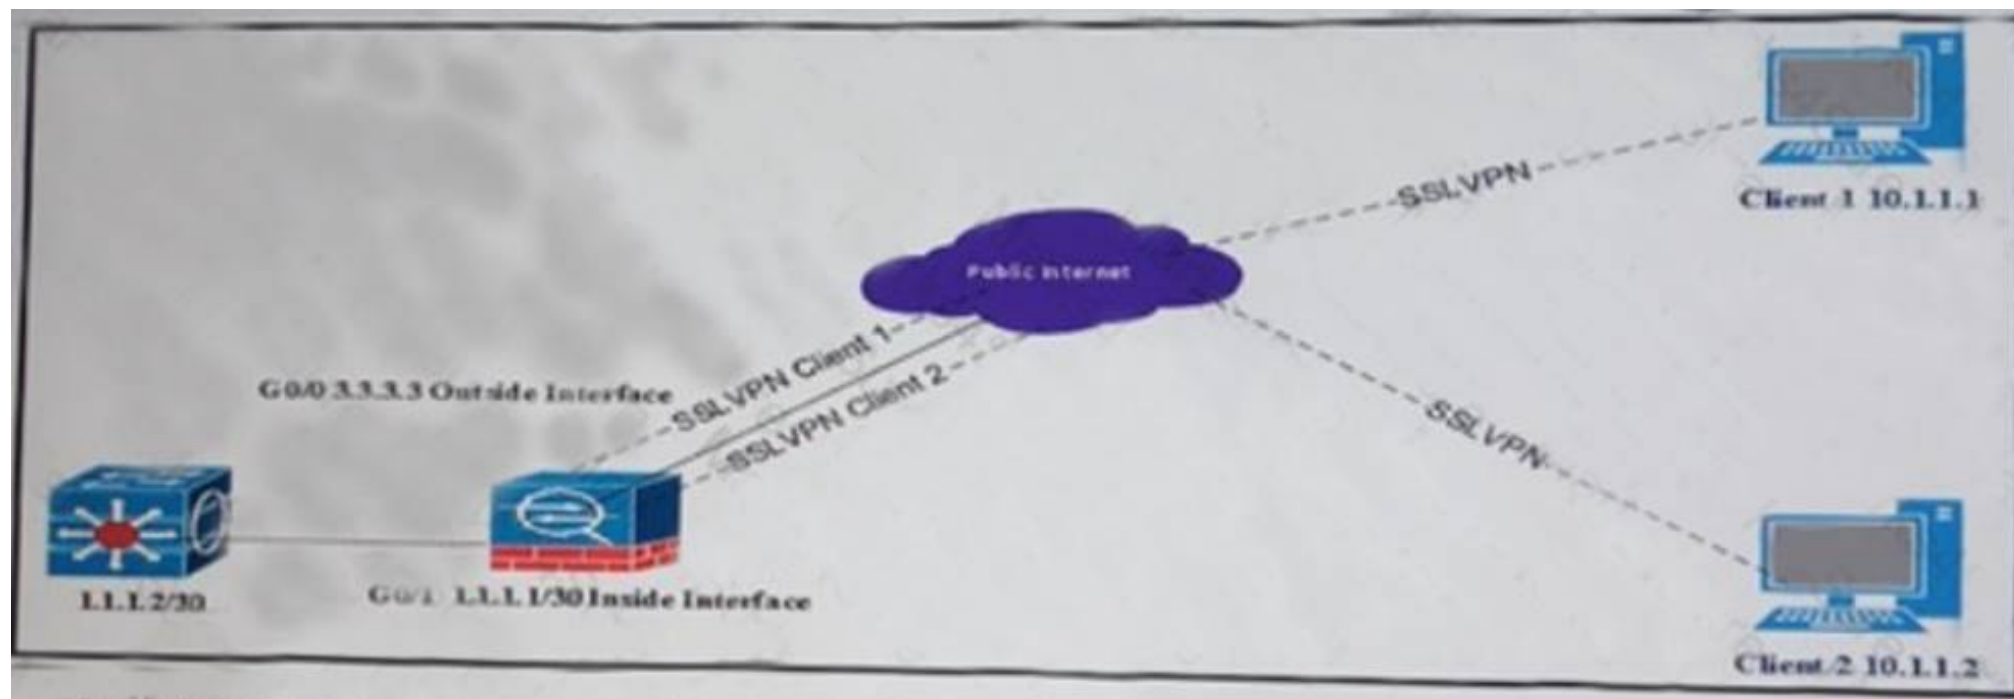 Client 1 10.1.1.1
SSLVPN
Public Internet
SSLVPN Client 1
G0/0 3.3.3.3 Outside Interface
SSLVPN Client 2
SSLVPN
1.1.1.2/30
G0/1 1.1.1.1/30 Inside Interface
Client 2 10.1.1.2